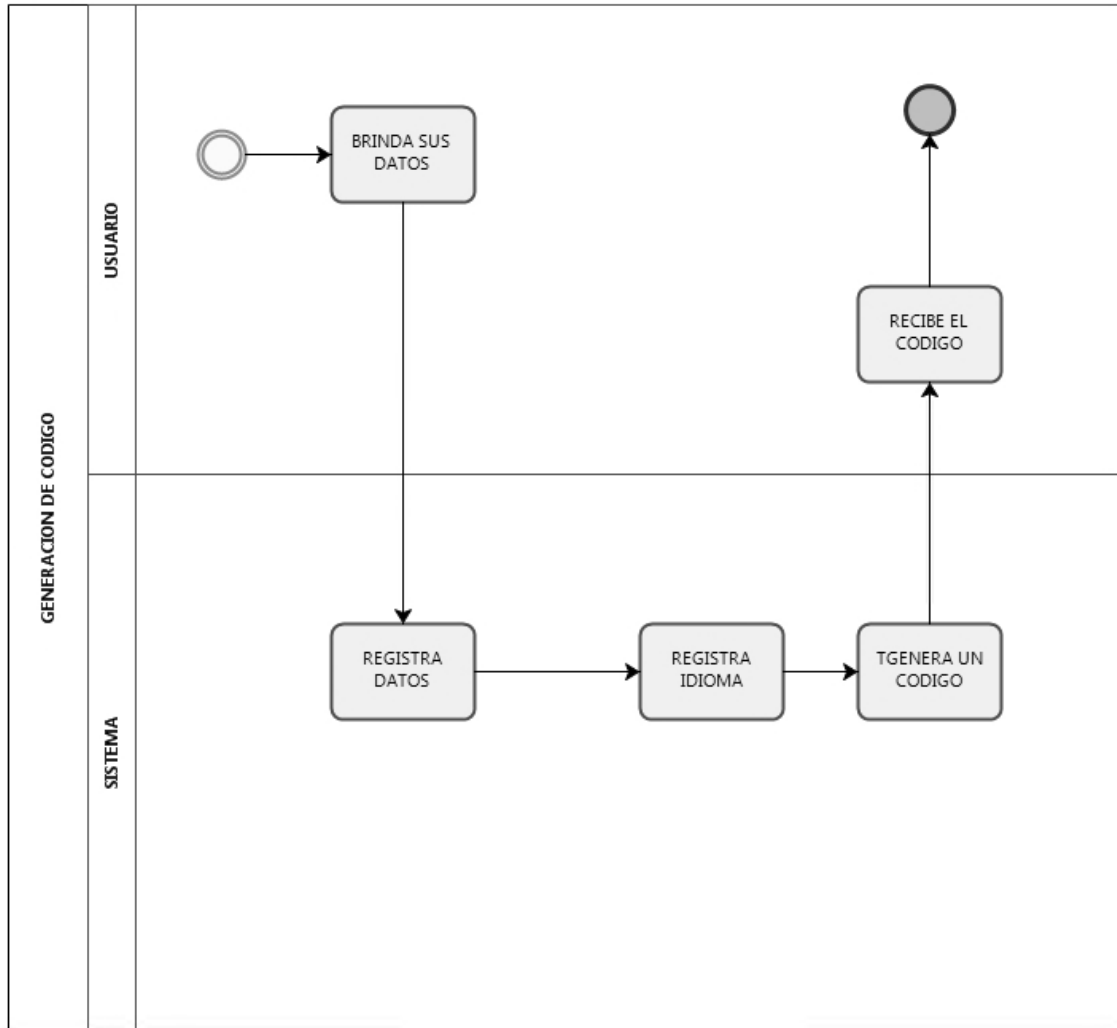 GENERACION DE CODIGO
USUARIO
BRINDA SUS
DATOS
RECIBE EL
CODIGO
SISTEMA
REGISTRA
DATOS
REGISTRA
IDIOMA
TGENERA UN
CODIGO